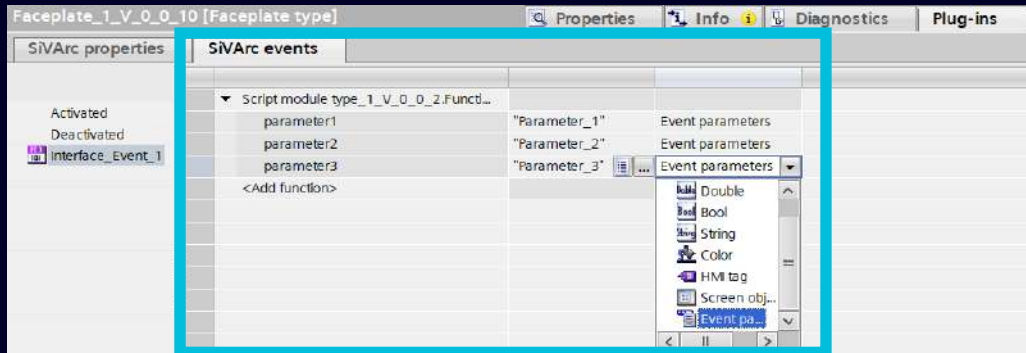 Faceplate_1_V_0_0_10 [Faceplate type] Properties Info Diagnostics Plug-ins
SiVArc properties SiVArc events
Activated
Deactivated
Interface_Event_1
Script module type_1_V_0_0_2.Functi...
parameter1 "Parameter_1" Event parameters
parameter2 "Parameter_2" Event parameters
parameter3 "Parameter_3" ... Event parameters
<Add function>
Double
Bool
String
Color
HMI tag
Screen obj...
Event pa...